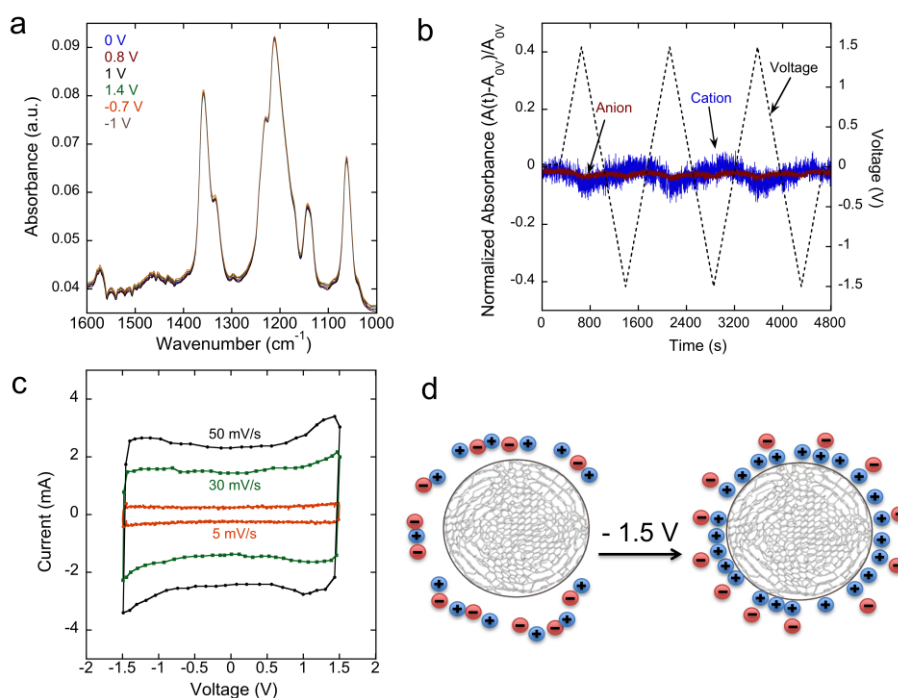 a
0 V
0.8 V
1 V
1.4 V
-0.7 V
-1 V
0.09
0.08
0.07
0.06
0.05
0.04
Absorbance (a.u.)
1600 1500 1400 1300 1200 1100 1000
Wavenumber (cm⁻¹)
b
Normalized Absorbance (A(t)-A₀ᵥ)/A₀ᵥ
0.4
0.2
0
-0.2
-0.4
Anion
Cation
Voltage
1.5
1
0.5
0
-0.5
-1
-1.5
Voltage (V)
0 800 1600 2400 3200 4000 4800
Time (s)
c
4
2
0
-2
-4
Current (mA)
50 mV/s
30 mV/s
5 mV/s
-2 -1.5 -1 -0.5 0 0.5 1 1.5 2
Voltage (V)
d
- 1.5 V